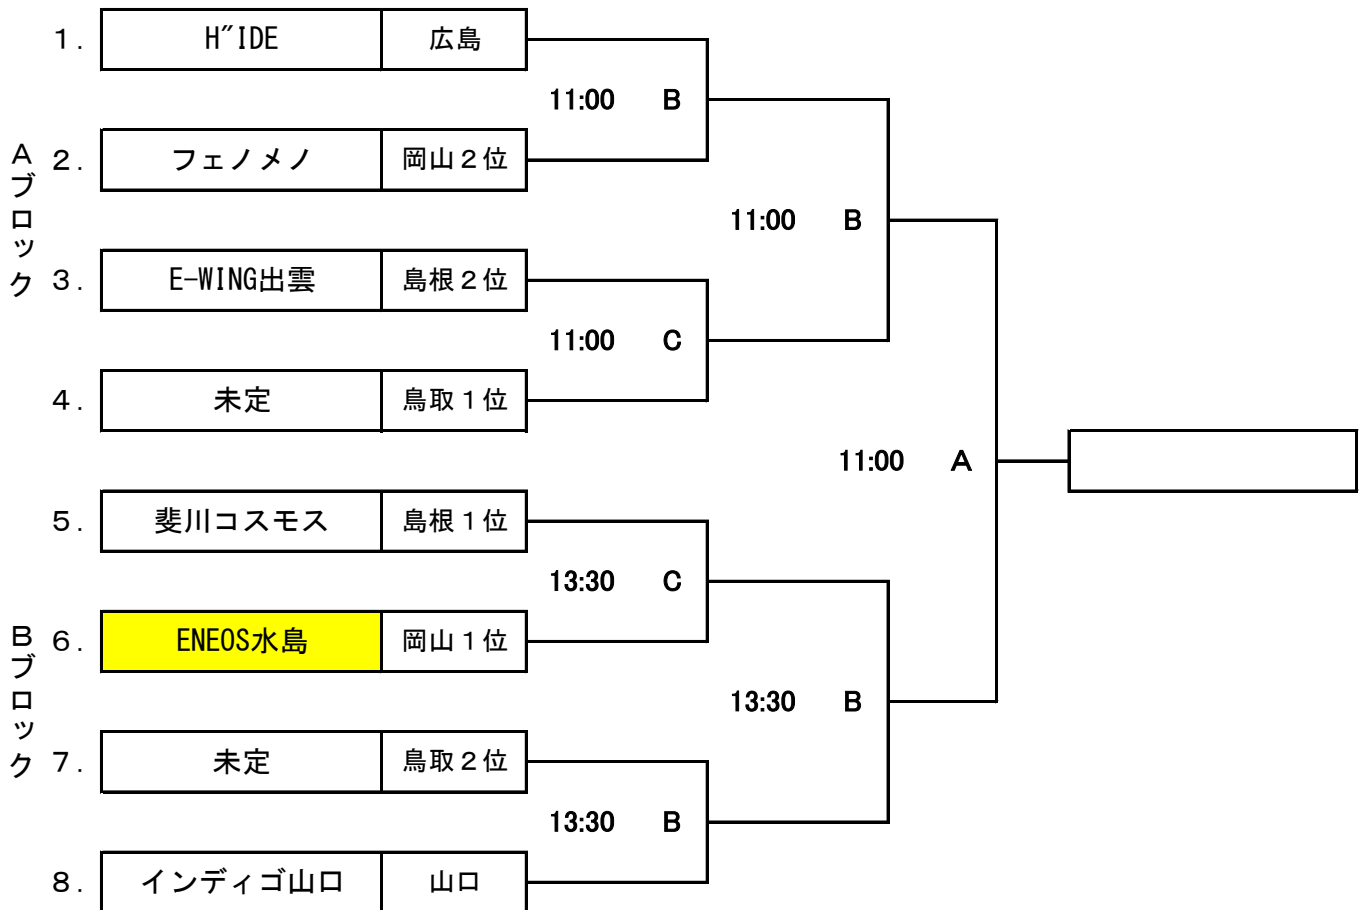 1. H″IDE 広島
11:00 B
2. フェノメノ 岡山２位
Aブロック
11:00 B
3. E-WING出雲 島根２位
11:00 C
4. 未定 鳥取１位
11:00 A
5. 斐川コスモス 島根１位
13:30 C
6. ENEOS水島 岡山１位
Bブロック
13:30 B
7. 未定 鳥取２位
13:30 B
8. インディゴ山口 山口